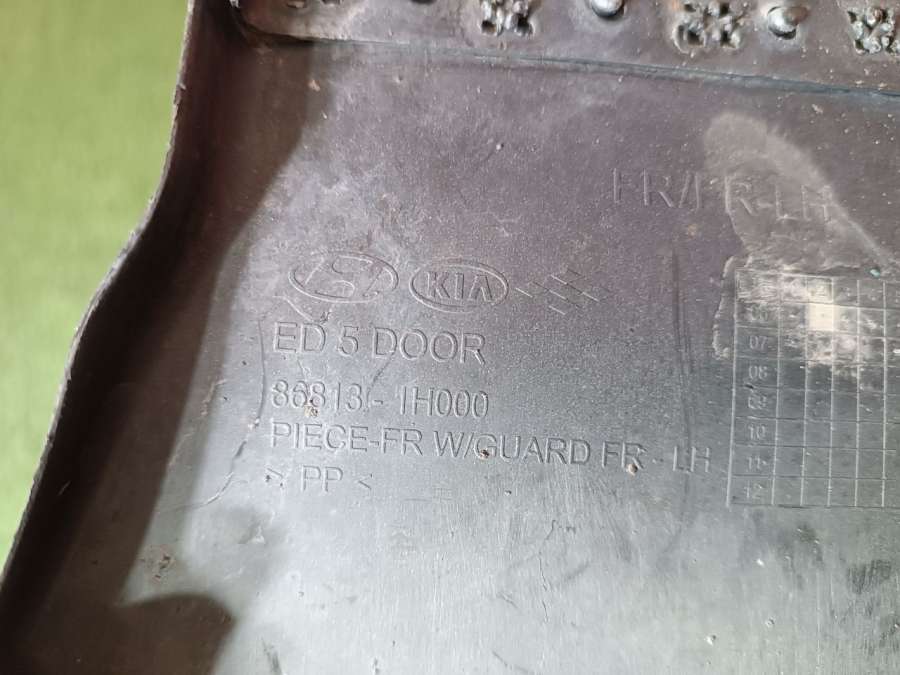 FR/FR-LH
KIA
ED 5 DOOR
86813 - 1H000
PIECE-FR W/GUARD FR - LH
> PP <
07
08
09
10
11
12